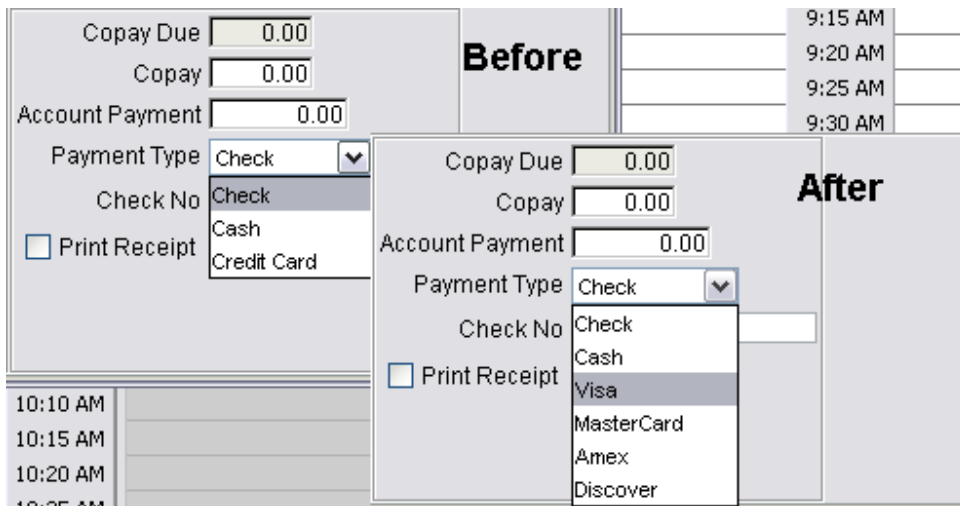 Copay Due 0.00
Copay 0.00
Account Payment 0.00
Payment Type Check
Check No Check
Cash
Print Receipt
Credit Card
Before
9:15 AM
9:20 AM
9:25 AM
9:30 AM
Copay Due 0.00
Copay 0.00
Account Payment 0.00
Payment Type Check
Check No Check
Cash
Print Receipt
Visa
MasterCard
Amex
Discover
After
10:10 AM
10:15 AM
10:20 AM